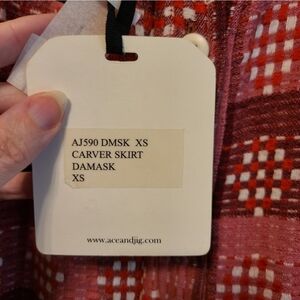 AJ590 DMSK XS
CARVER SKIRT
DAMASK
XS
www.aceandjig.com